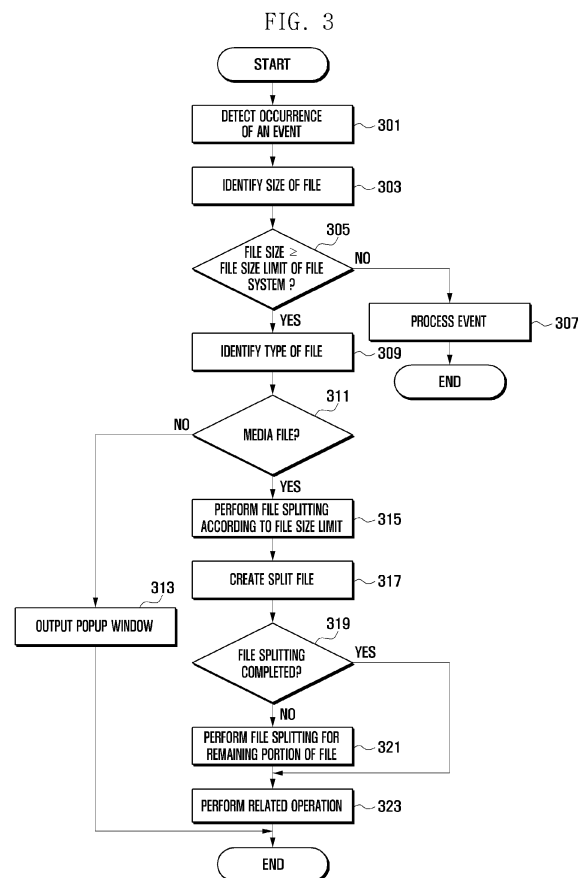 FIG. 3
START
DETECT OCCURRENCE
OF AN EVENT
301
IDENTIFY SIZE OF FILE
303
305
FILE SIZE ≥
FILE SIZE LIMIT OF FILE
SYSTEM ?
NO
YES
PROCESS EVENT
307
IDENTIFY TYPE OF FILE
309
END
311
NO
MEDIA FILE?
YES
PERFORM FILE SPLITTING
ACCORDING TO FILE SIZE LIMIT
315
CREATE SPLIT FILE
317
313
OUTPUT POPUP WINDOW
319
FILE SPLITTING
COMPLETED?
YES
NO
PERFORM FILE SPLITTING FOR
REMAINING PORTION OF FILE
321
PERFORM RELATED OPERATION
323
END